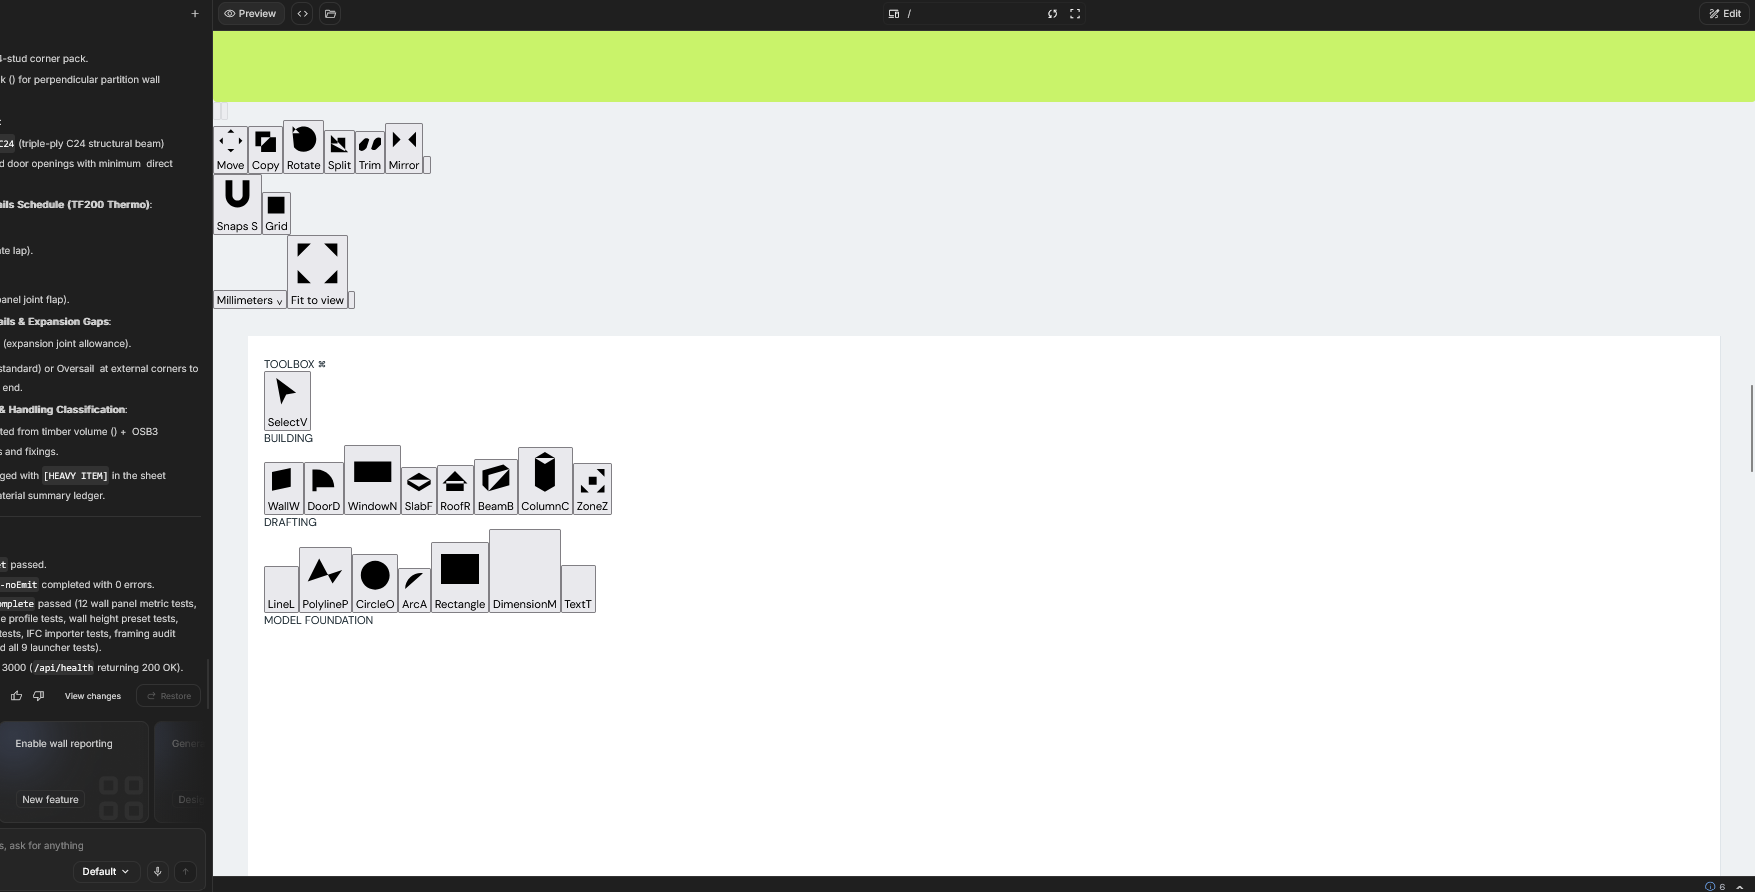 Preview
/
Edit
4-stud corner pack.
k () for perpendicular partition wall
:
C24 (triple-ply C24 structural beam)
d door openings with minimum direct
ils Schedule (TF200 Thermo):
te lap).
anel joint flap).
ils & Expansion Gaps:
(expansion joint allowance).
standard) or Oversail at external corners to
end.
& Handling Classification:
ted from timber volume () + OSB3
s and fixings.
ged with [HEAVY ITEM] in the sheet
aterial summary ledger.
t passed.
-noEmit completed with 0 errors.
omplete passed (12 wall panel metric tests,
e profile tests, wall height preset tests,
tests, IFC importer tests, framing audit
d all 9 launcher tests).
3000 (/api/health returning 200 OK).
View changes
Restore
Enable wall reporting
Gene
New feature
Desi
s, ask for anything
Default
Move
Copy
Rotate
Split
Trim
Mirror
Snaps S
Grid
Millimeters v
Fit to view
TOOLBOX ⌘
SelectV
BUILDING
WallW
DoorD
WindowN
SlabF
RoofR
BeamB
ColumnC
ZoneZ
DRAFTING
LineL
PolylineP
CircleO
ArcA
Rectangle
DimensionM
TextT
MODEL FOUNDATION
6